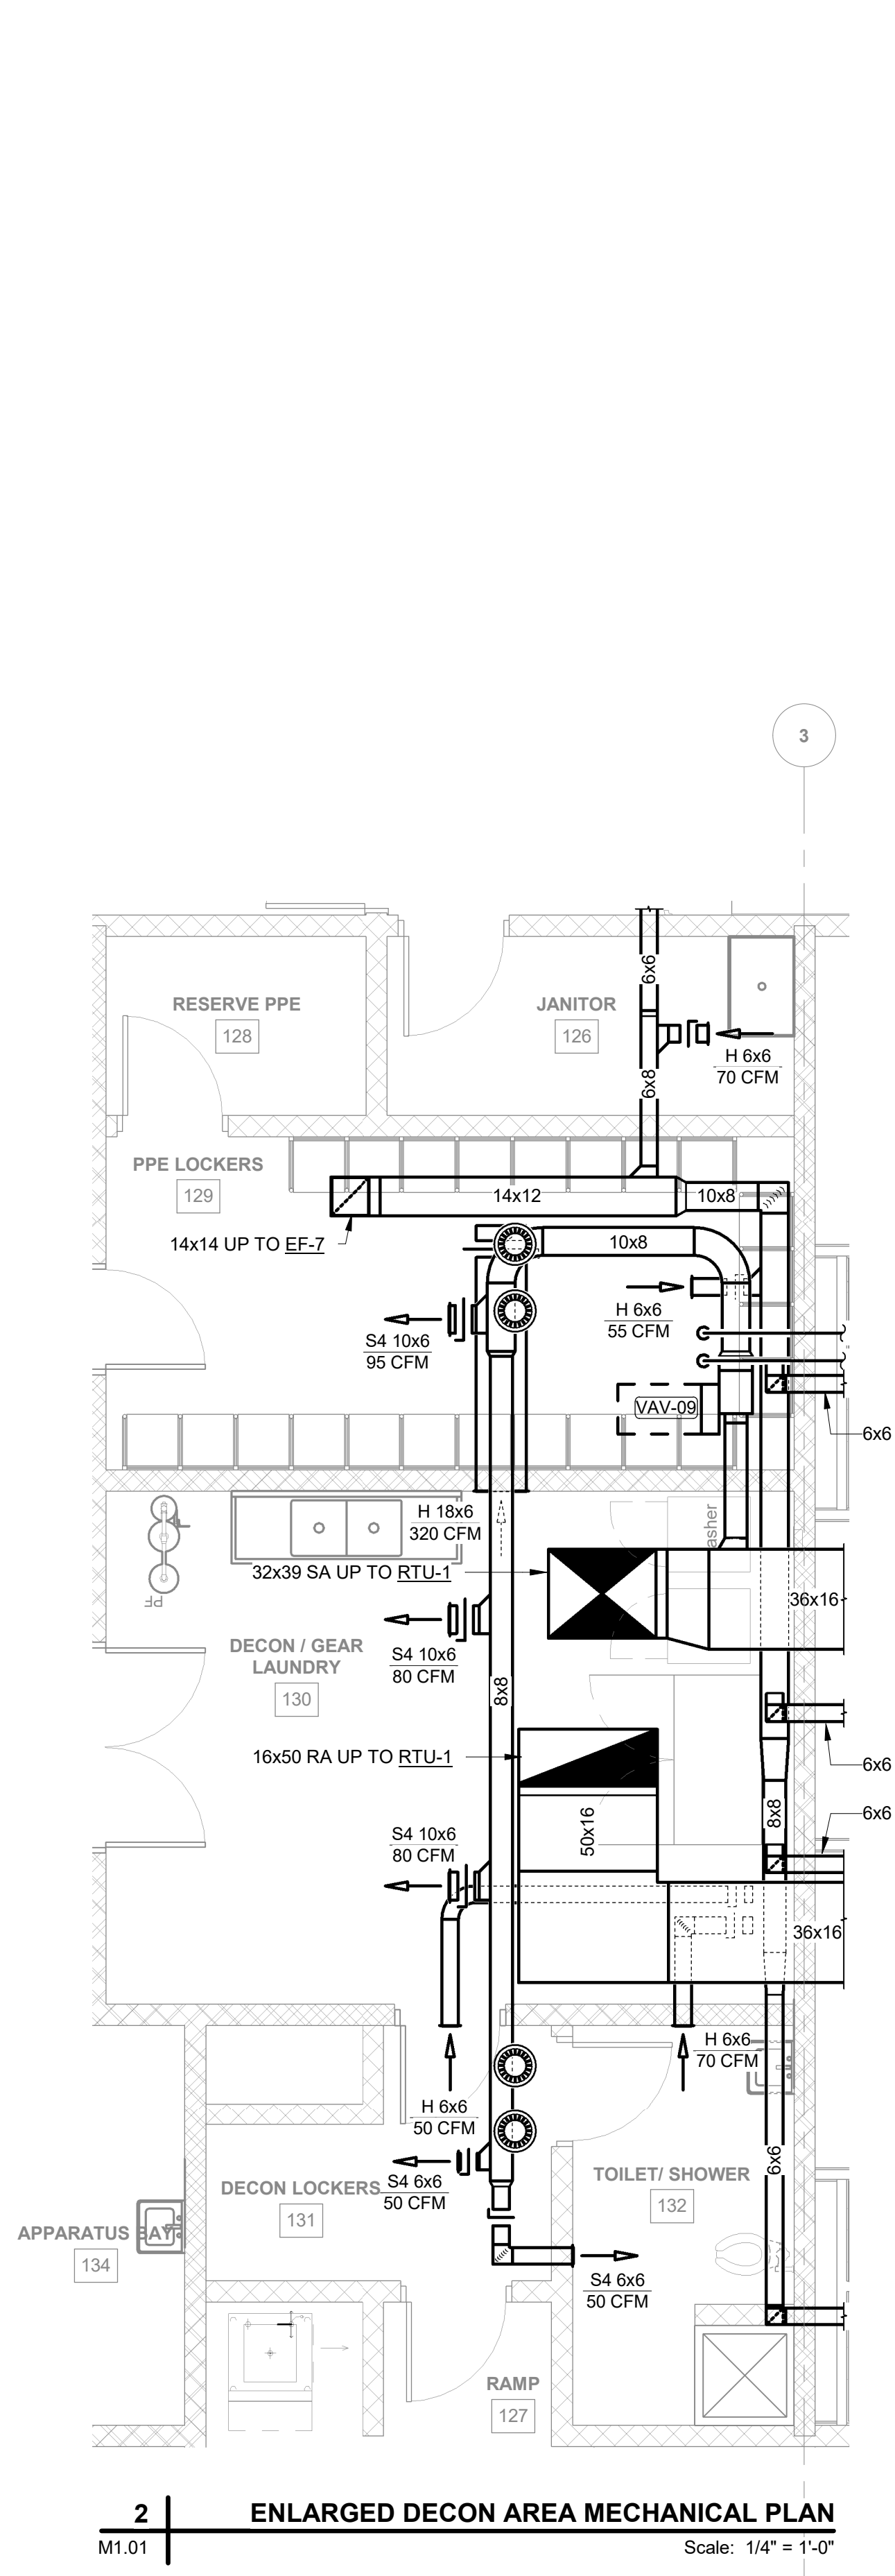 3
RESERVE PPE
128
JANITOR
126
6x6
H 6x6
70 CFM
6x8
PPE LOCKERS
129
14x12
10x8
14x14 UP TO EF-7
10x8
H 6x6
55 CFM
S4 10x6
95 CFM
VAV-09
6x6
H 18x6
320 CFM
asher
32x39 SA UP TO RTU-1
PF
36x16
DECON / GEAR
LAUNDRY
130
S4 10x6
80 CFM
8x8
16x50 RA UP TO RTU-1
6x6
8x8
6x6
50x16
S4 10x6
80 CFM
36x16
H 6x6
70 CFM
H 6x6
50 CFM
6x6
DECON LOCKERS
131
S4 6x6
50 CFM
TOILET/ SHOWER
132
APPARATUS BAY
134
S4 6x6
50 CFM
RAMP
127
2
ENLARGED DECON AREA MECHANICAL PLAN
M1.01
Scale: 1/4" = 1'-0"